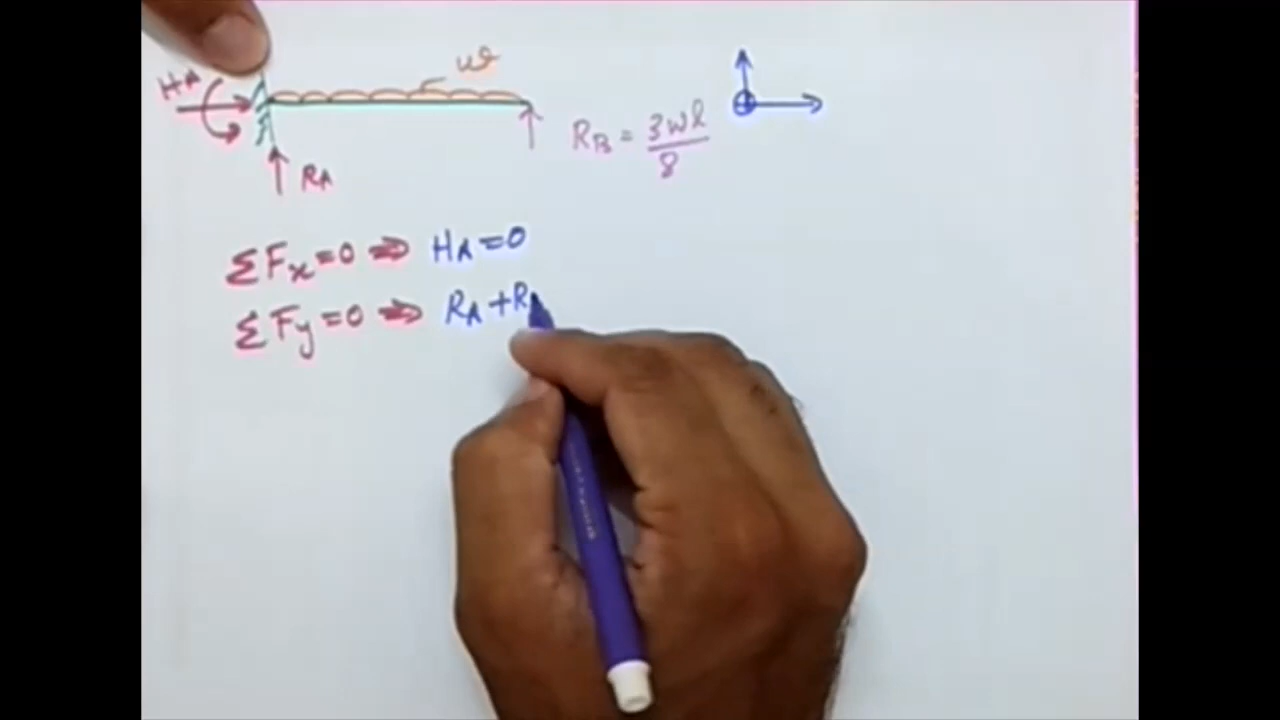 w
HA
RB = 3wl/8
RA
ΣFx=0 ⇒ HA=0
ΣFy=0 ⇒ RA+R